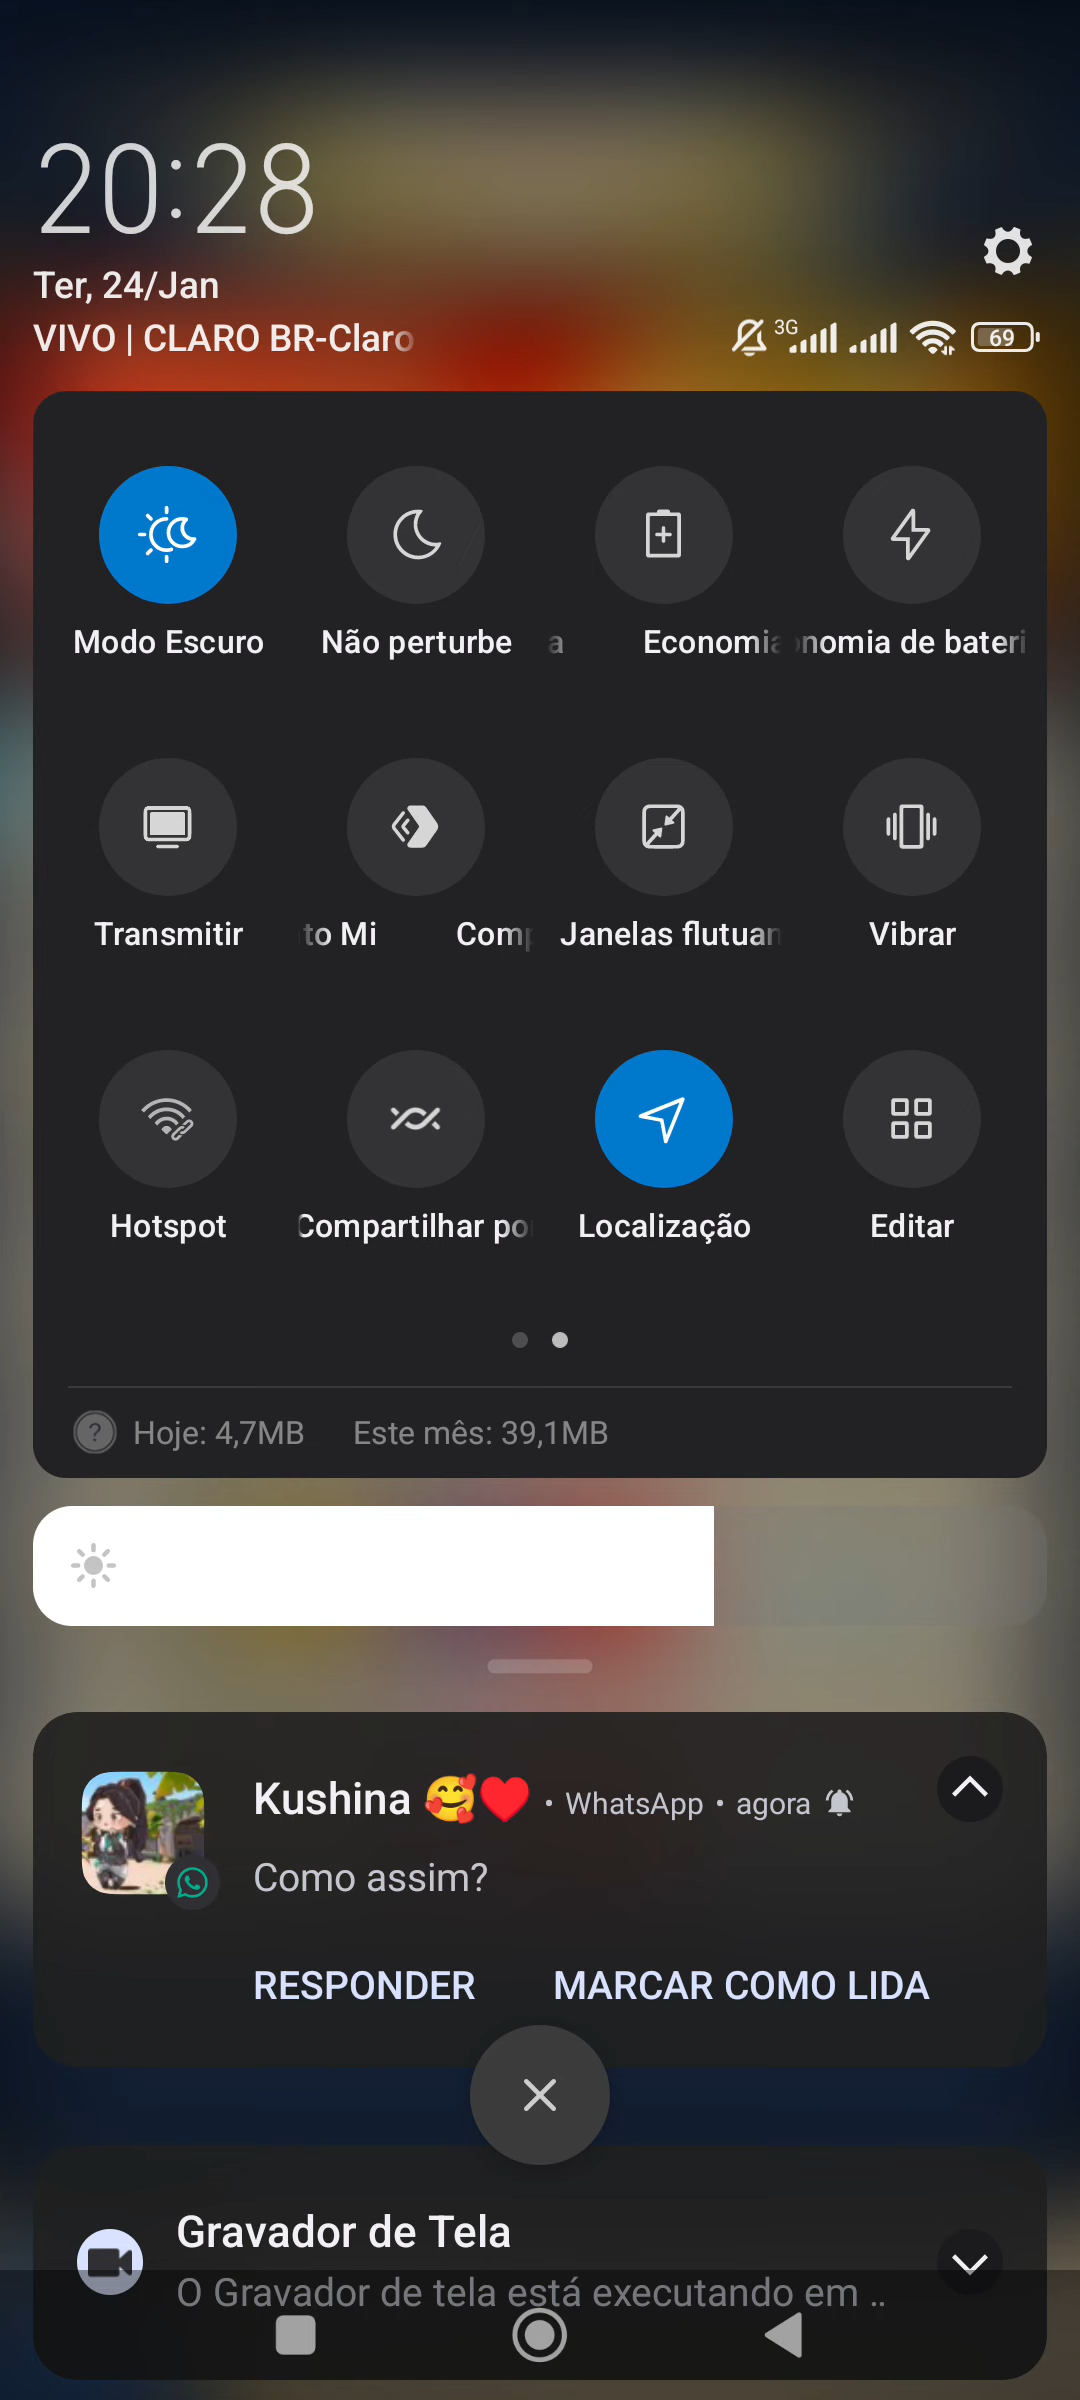 20:28
Ter, 24/Jan
VIVO | CLARO BR-Claro
3G
69
Modo Escuro
Não perturbe
a Economia
nomia de bateri
Transmitir
to Mi Comp
Janelas flutuan
Vibrar
Hotspot
Compartilhar por
Localização
Editar
? Hoje: 4,7MB Este mês: 39,1MB
Kushina 🥰♥️ • WhatsApp • agora
Como assim?
RESPONDER MARCAR COMO LIDA
Gravador de Tela
O Gravador de tela está executando em ..